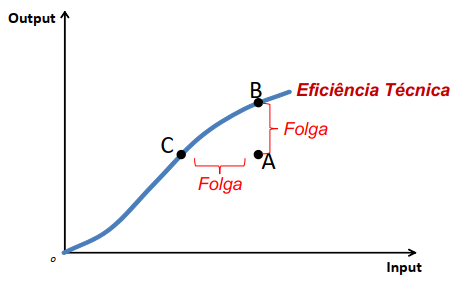 Output
B
Eficiência Técnica
Folga
C
A
Folga
o
Input